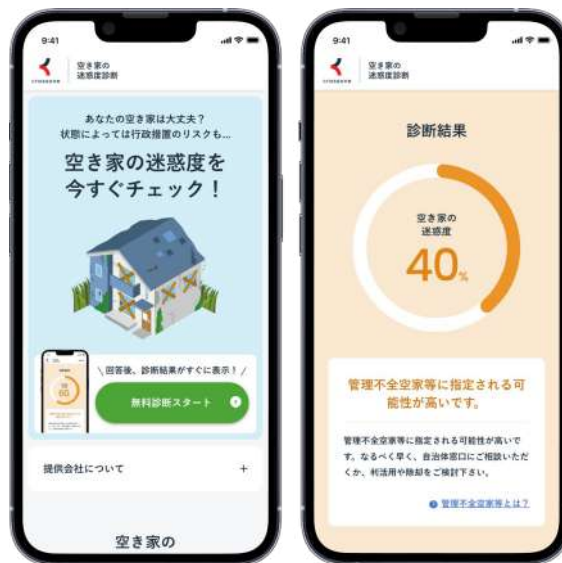 9:41
空き家の
迷惑度診断
あなたの空き家は大丈夫？
状態によっては行政措置のリスクも...
空き家の迷惑度を
今すぐチェック！
60
\ 回答後、診断結果がすぐに表示！ /
無料診断スタート
提供会社について
+
空き家の
9:41
空き家の
迷惑度診断
診断結果
空き家の
迷惑度
40%
管理不全空家等に指定される可
能性が高いです。
管理不全空家等に指定される可能性が高いで
す。なるべく早く、自治体窓口にご相談いただ
くか、利活用や除却をご検討下さい。
管理不全空家等とは？